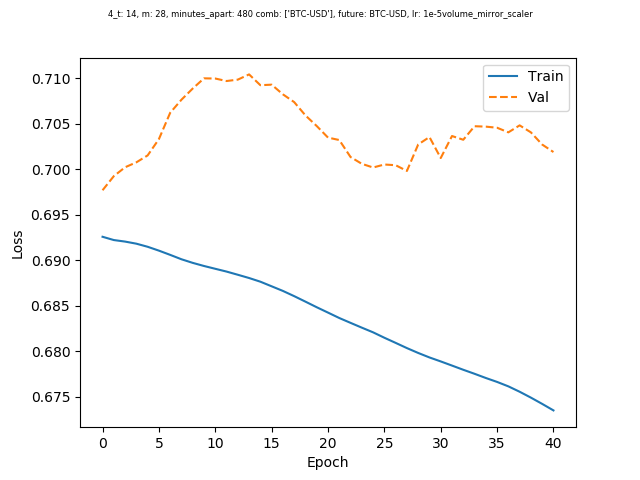 4_t: 14, m: 28, minutes_apart: 480 comb: ['BTC-USD'], future: BTC-USD, lr: 1e-5volume_mirror_scaler
Train
Val
0.710
0.705
0.700
0.695
0.690
0.685
0.680
0.675
Loss
0 5 10 15 20 25 30 35 40
Epoch